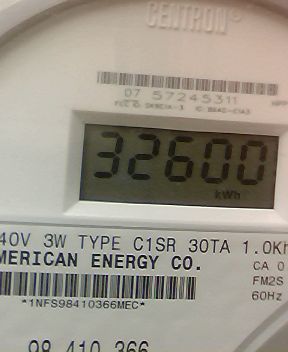 CENTRON®
07 57245311
32600
kWh
40V 3W TYPE C1SR 30TA 1.0Kh
MERICAN ENERGY CO.
CA 0
FM2S
60Hz
*1NFS98410366MEC*
98 410 366